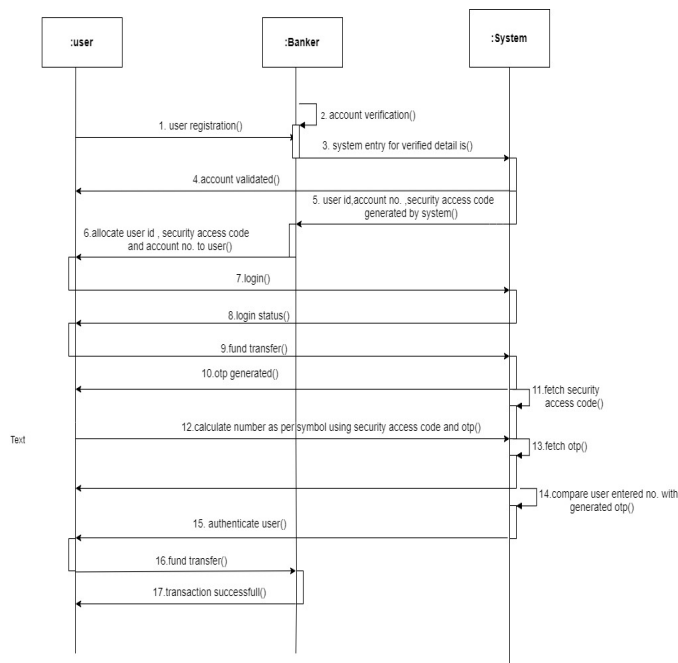 :user
:Banker
:System
2. account verification()
1. user registration()
3. system entry for verified detail is()
4.account validated()
5. user id,account no. ,security access code
generated by system()
6.allocate user id , security access code
and account no. to user()
7.login()
8.login status()
9.fund transfer()
10.otp generated()
11.fetch security
access code()
12.calculate number as per symbol using security access code and otp()
Text
13.fetch otp()
14.compare user entered no. with
generated otp()
15. authenticate user()
16.fund transfer()
17.transaction successfull()